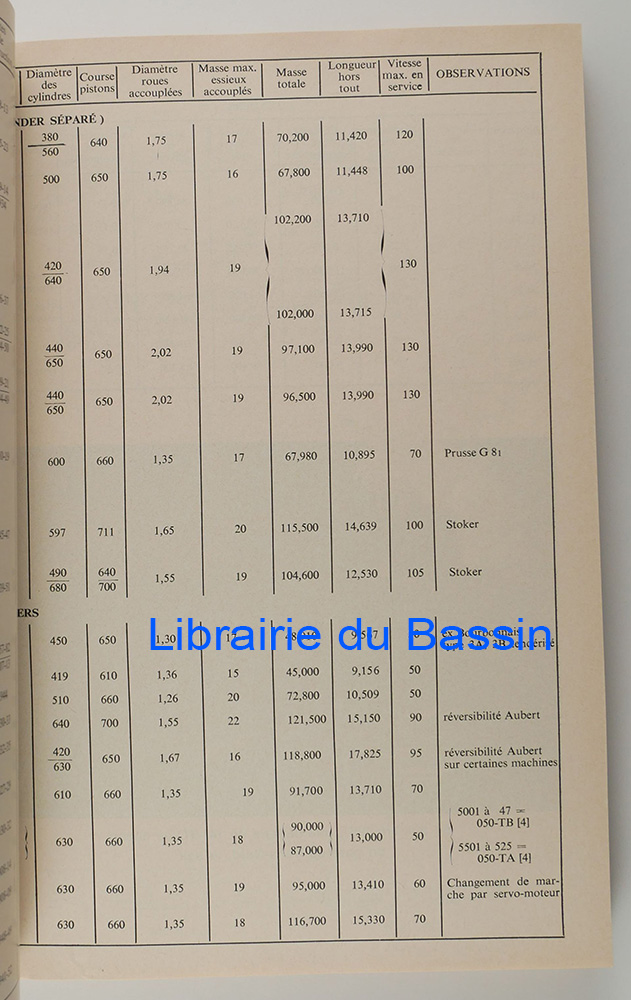 Diamètre des cylindres | Course pistons | Diamètre roues accouplées | Masse max. essieux accouplés | Masse totale | Longueur hors tout | Vitesse max. en service | OBSERVATIONS
NDER SÉPARÉ )
380/560 640 1,75 17 70,200 11,420 120
500 650 1,75 16 67,800 11,448 100
102,200 13,710
420/640 650 1,94 19 130
102,000 13,715
440/650 650 2,02 19 97,100 13,990 130
440/650 650 2,02 19 96,500 13,990 130
600 660 1,35 17 67,980 10,895 70 Prusse G 81
597 711 1,65 20 115,500 14,639 100 Stoker
490/680 640/700 1,55 19 104,600 12,530 105 Stoker
ERS
450 650 1,30 17
Librairie du Bassin
419 610 1,36 15 45,000 9,156 50
510 660 1,26 20 72,800 10,509 50
640 700 1,55 22 121,500 15,150 90 réversibilité Aubert
420/630 650 1,67 16 118,800 17,825 95 réversibilité Aubert
sur certaines machines
610 660 1,35 19 91,700 13,710 70
5001 à 47 =
90,000 050-TB [4]
630 660 1,35 18 13,000 50
87,000 5501 à 525 =
050-TA [4]
630 660 1,35 19 95,000 13,410 60 Changement de mar-
che par servo-moteur
630 660 1,35 18 116,700 15,330 70